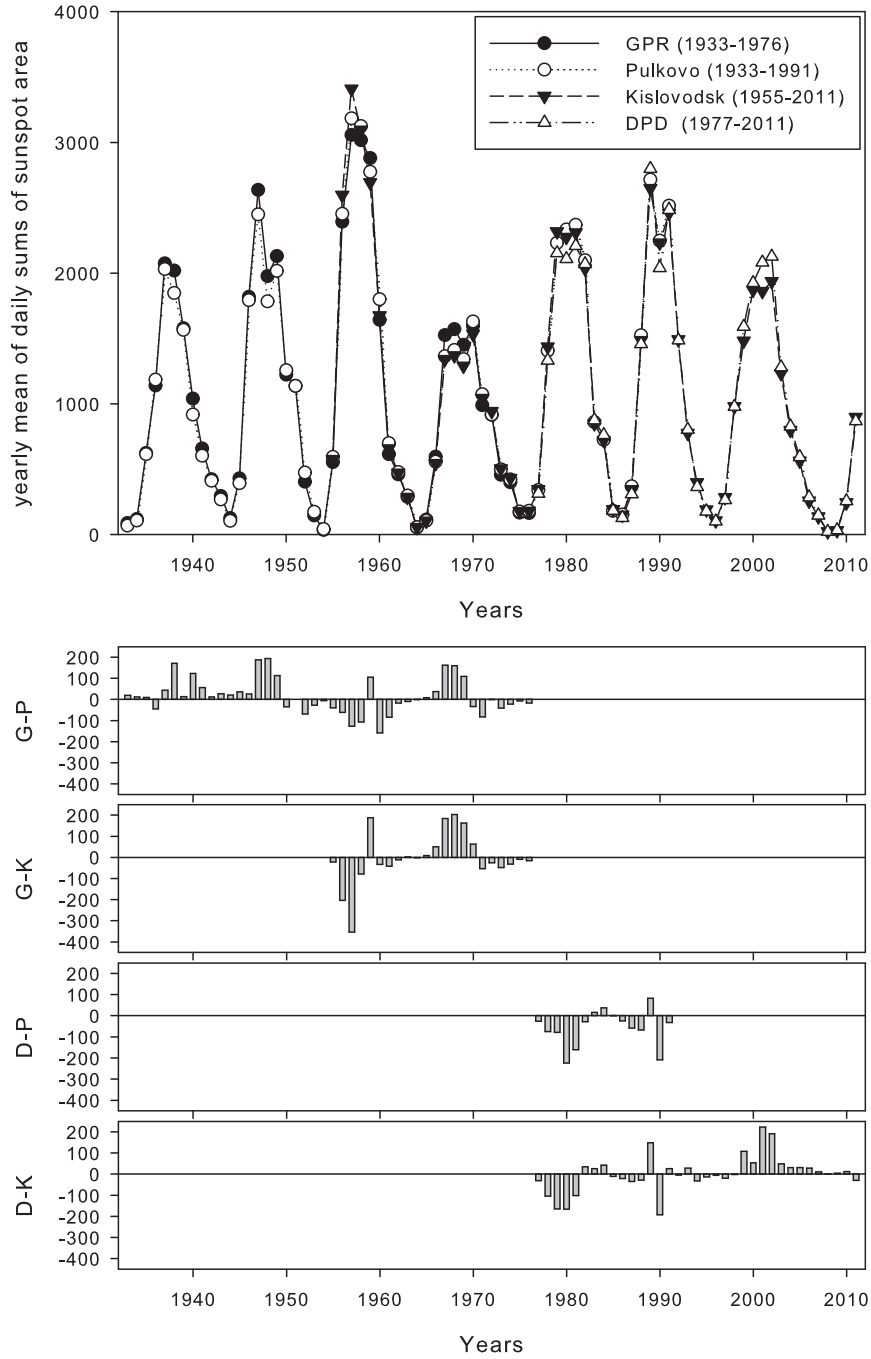 yearly mean of daily sums of sunspot area
4000
3000
2000
1000
0
GPR (1933-1976)
Pulkovo (1933-1991)
Kislovodsk (1955-2011)
DPD (1977-2011)
1940 1950 1960 1970 1980 1990 2000 2010
Years
G-P
200
100
0
-100
-200
-300
-400
G-K
200
100
0
-100
-200
-300
-400
D-P
200
100
0
-100
-200
-300
-400
D-K
200
100
0
-100
-200
-300
-400
1940 1950 1960 1970 1980 1990 2000 2010
Years